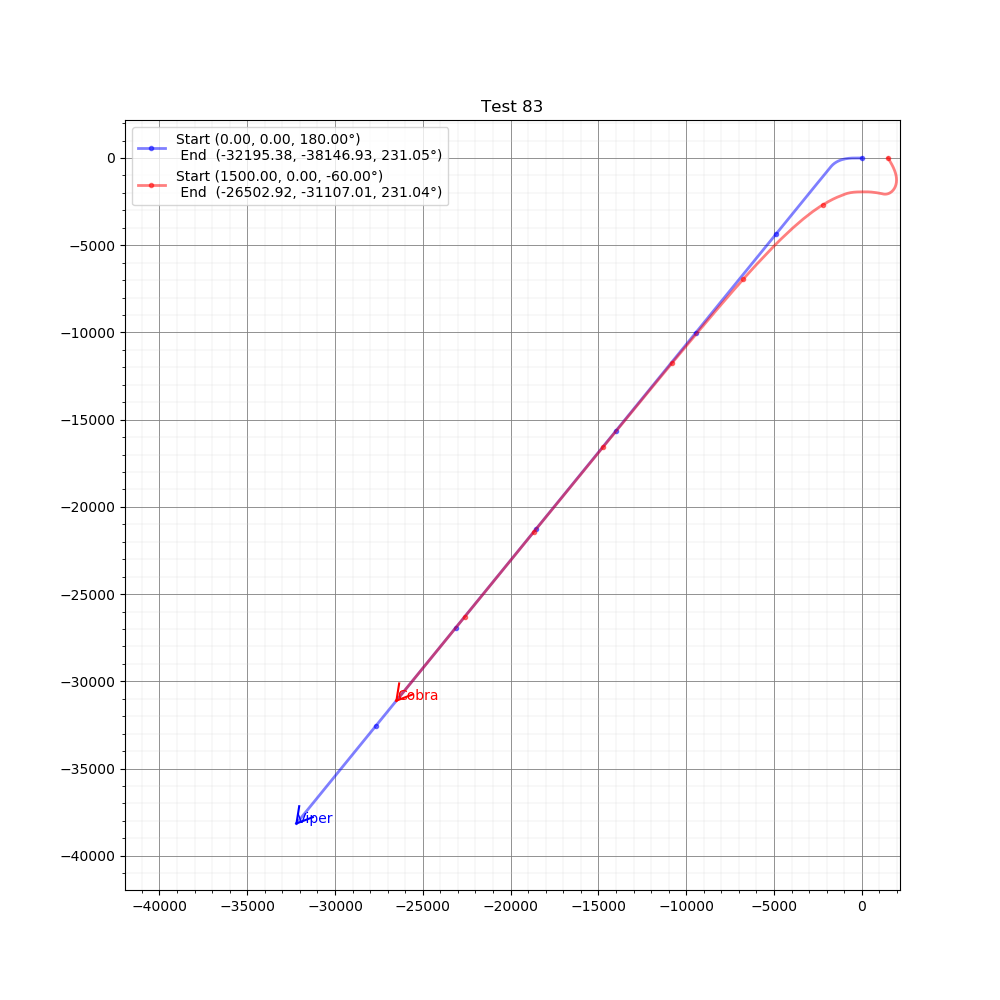 Test 83
Start (0.00, 0.00, 180.00°)
End (-32195.38, -38146.93, 231.05°)
Start (1500.00, 0.00, -60.00°)
End (-26502.92, -31107.01, 231.04°)
0
−5000
−10000
−15000
−20000
−25000
−30000
−35000
−40000
Cobra
Viper
−40000 −35000 −30000 −25000 −20000 −15000 −10000 −5000 0